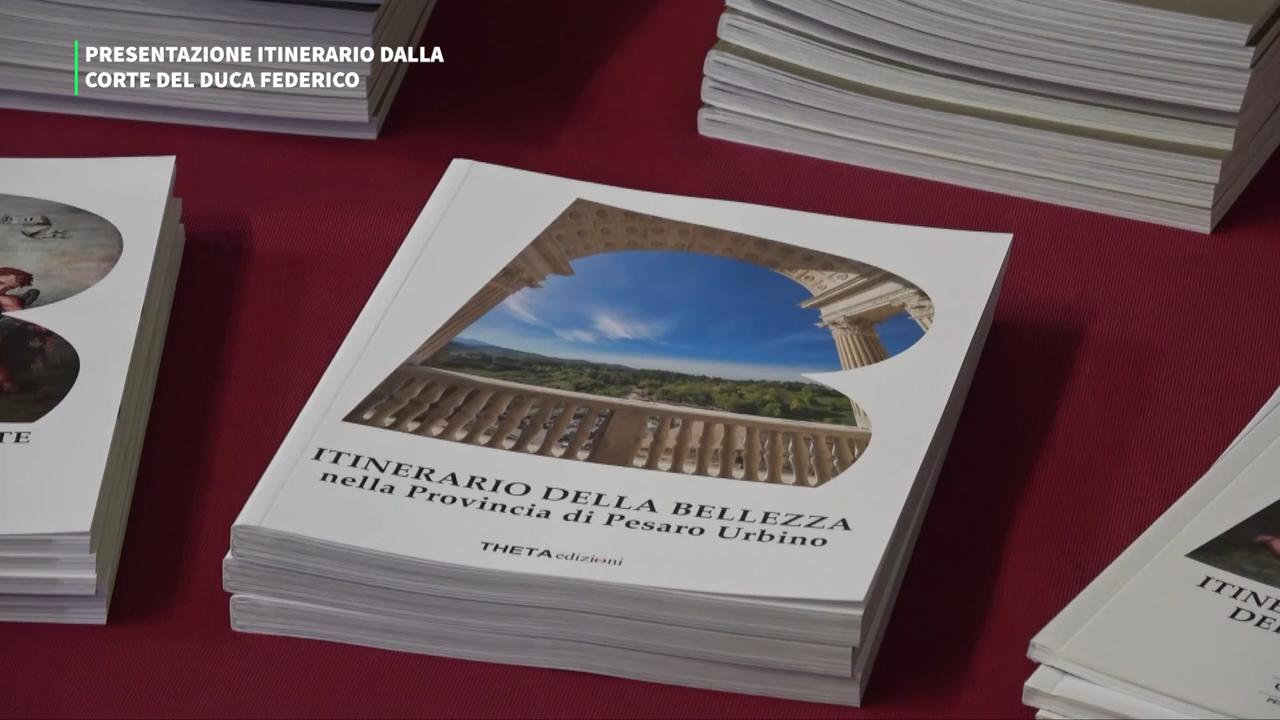 PRESENTAZIONE ITINERARIO DALLA
CORTE DEL DUCA FEDERICO
ITINERARIO DELLA BELLEZZA
nella Provincia di Pesaro Urbino
THETA edizioni